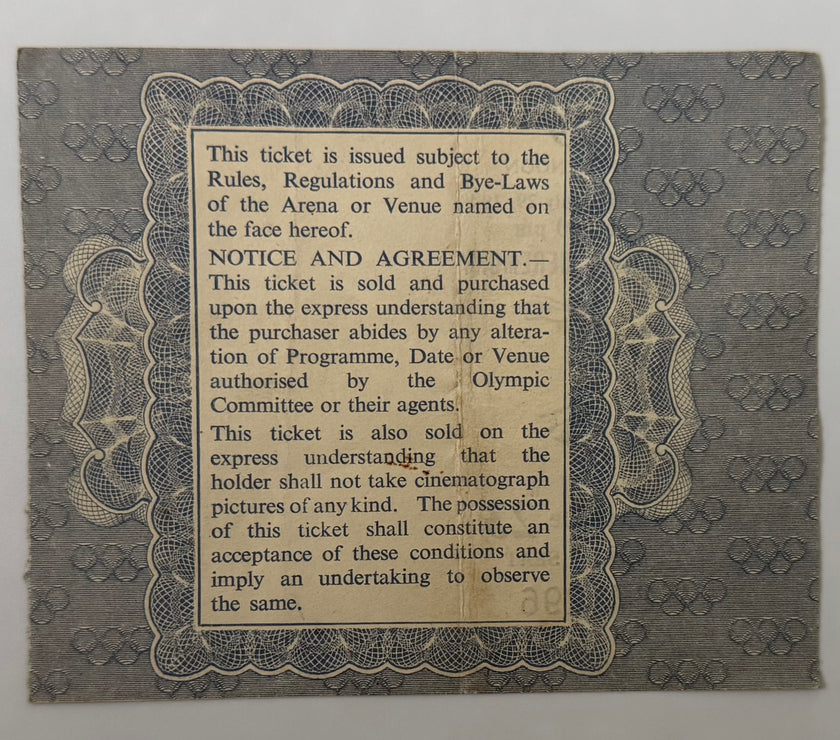 This ticket is issued subject to the
Rules, Regulations and Bye-Laws
of the Arena or Venue named on
the face hereof.
NOTICE AND AGREEMENT.—
This ticket is sold and purchased
upon the express understanding that
the purchaser abides by any altera-
tion of Programme, Date or Venue
authorised by the Olympic
Committee or their agents.
This ticket is also sold on the
express understanding that the
holder shall not take cinematograph
pictures of any kind. The possession
of this ticket shall constitute an
acceptance of these conditions and
imply an undertaking to observe
the same.